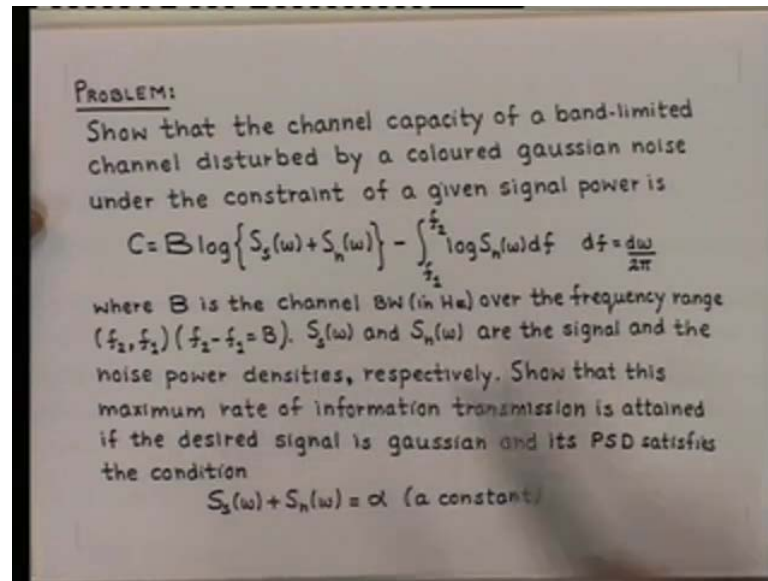 PROBLEM:
Show that the channel capacity of a band-limited
channel disturbed by a coloured gaussian noise
under the constraint of a given signal power is
C = B log{S_s(ω) + S_n(ω)} - ∫_{f_1}^{f_2} log S_n(ω) df   df = dω/2π
where B is the channel BW (in Hz) over the frequency range
(f_2, f_1) (f_2 - f_1 = B). S_s(ω) and S_n(ω) are the signal and the
noise power densities, respectively. Show that this
maximum rate of information transmission is attained
if the desired signal is gaussian and its PSD satisfies
the condition
S_s(ω) + S_n(ω) = α (a constant)